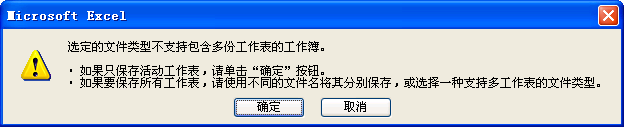 Microsoft Excel
选定的文件类型不支持包含多份工作表的工作簿。
· 如果只保存活动工作表，请单击“确定”按钮。
· 如果要保存所有工作表，请使用不同的文件名将其分别保存，或选择一种支持多工作表的文件类型。
确定
取消